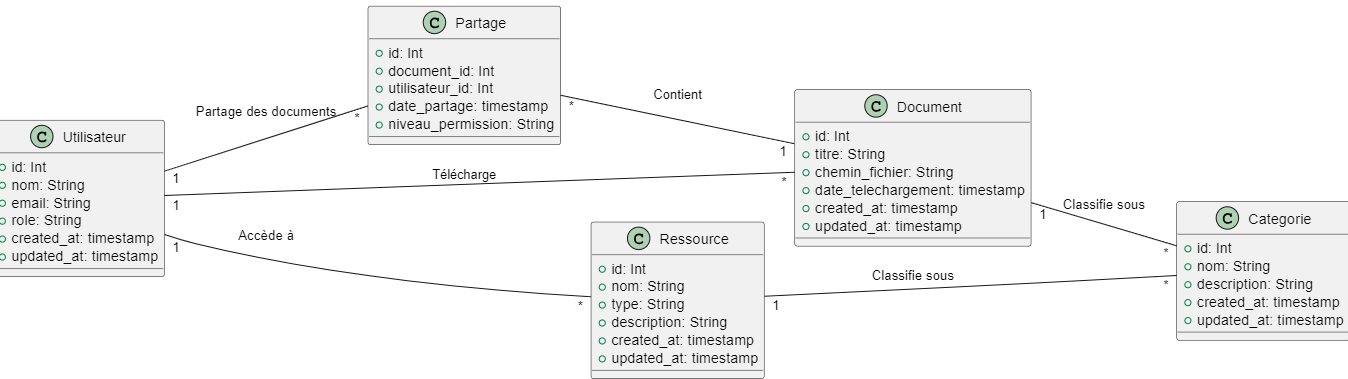 C Partage
id: Int
document_id: Int
utilisateur_id: Int
date_partage: timestamp
niveau_permission: String
Partage des documents
*
1
C Utilisateur
id: Int
nom: String
email: String
role: String
created_at: timestamp
updated_at: timestamp
Contient
*
1
Télécharge
1
*
Accède à
1
*
C Document
id: Int
titre: String
chemin_fichier: String
date_telechargement: timestamp
created_at: timestamp
updated_at: timestamp
C Ressource
id: Int
nom: String
type: String
description: String
created_at: timestamp
updated_at: timestamp
Classifie sous
1
*
Classifie sous
1
*
C Categorie
id: Int
nom: String
description: String
created_at: timestamp
updated_at: timestamp